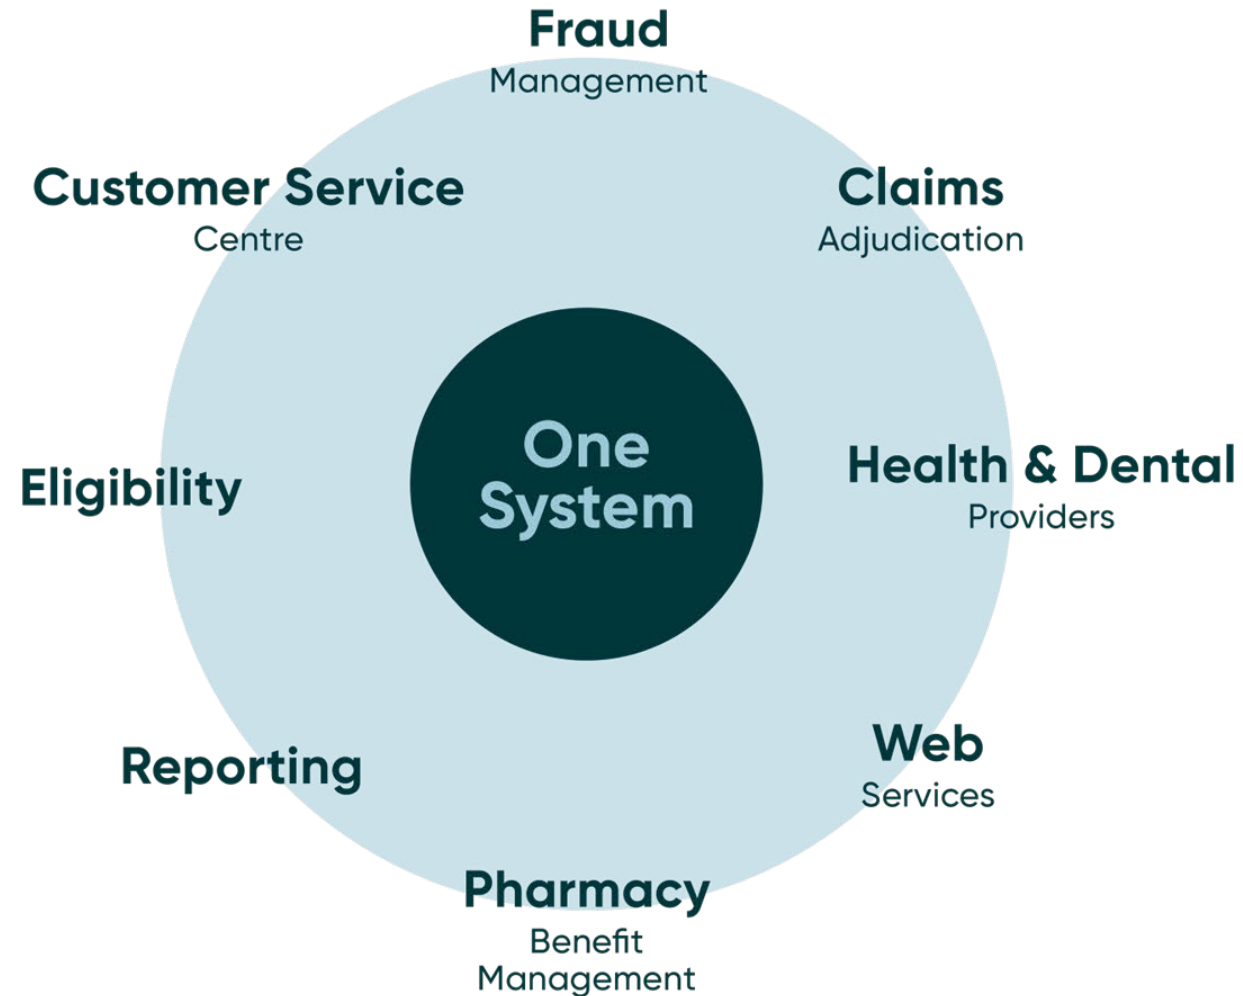 Fraud
Management
Customer Service
Centre
Claims
Adjudication
One
System
Eligibility
Health & Dental
Providers
Reporting
Web
Services
Pharmacy
Benefit
Management